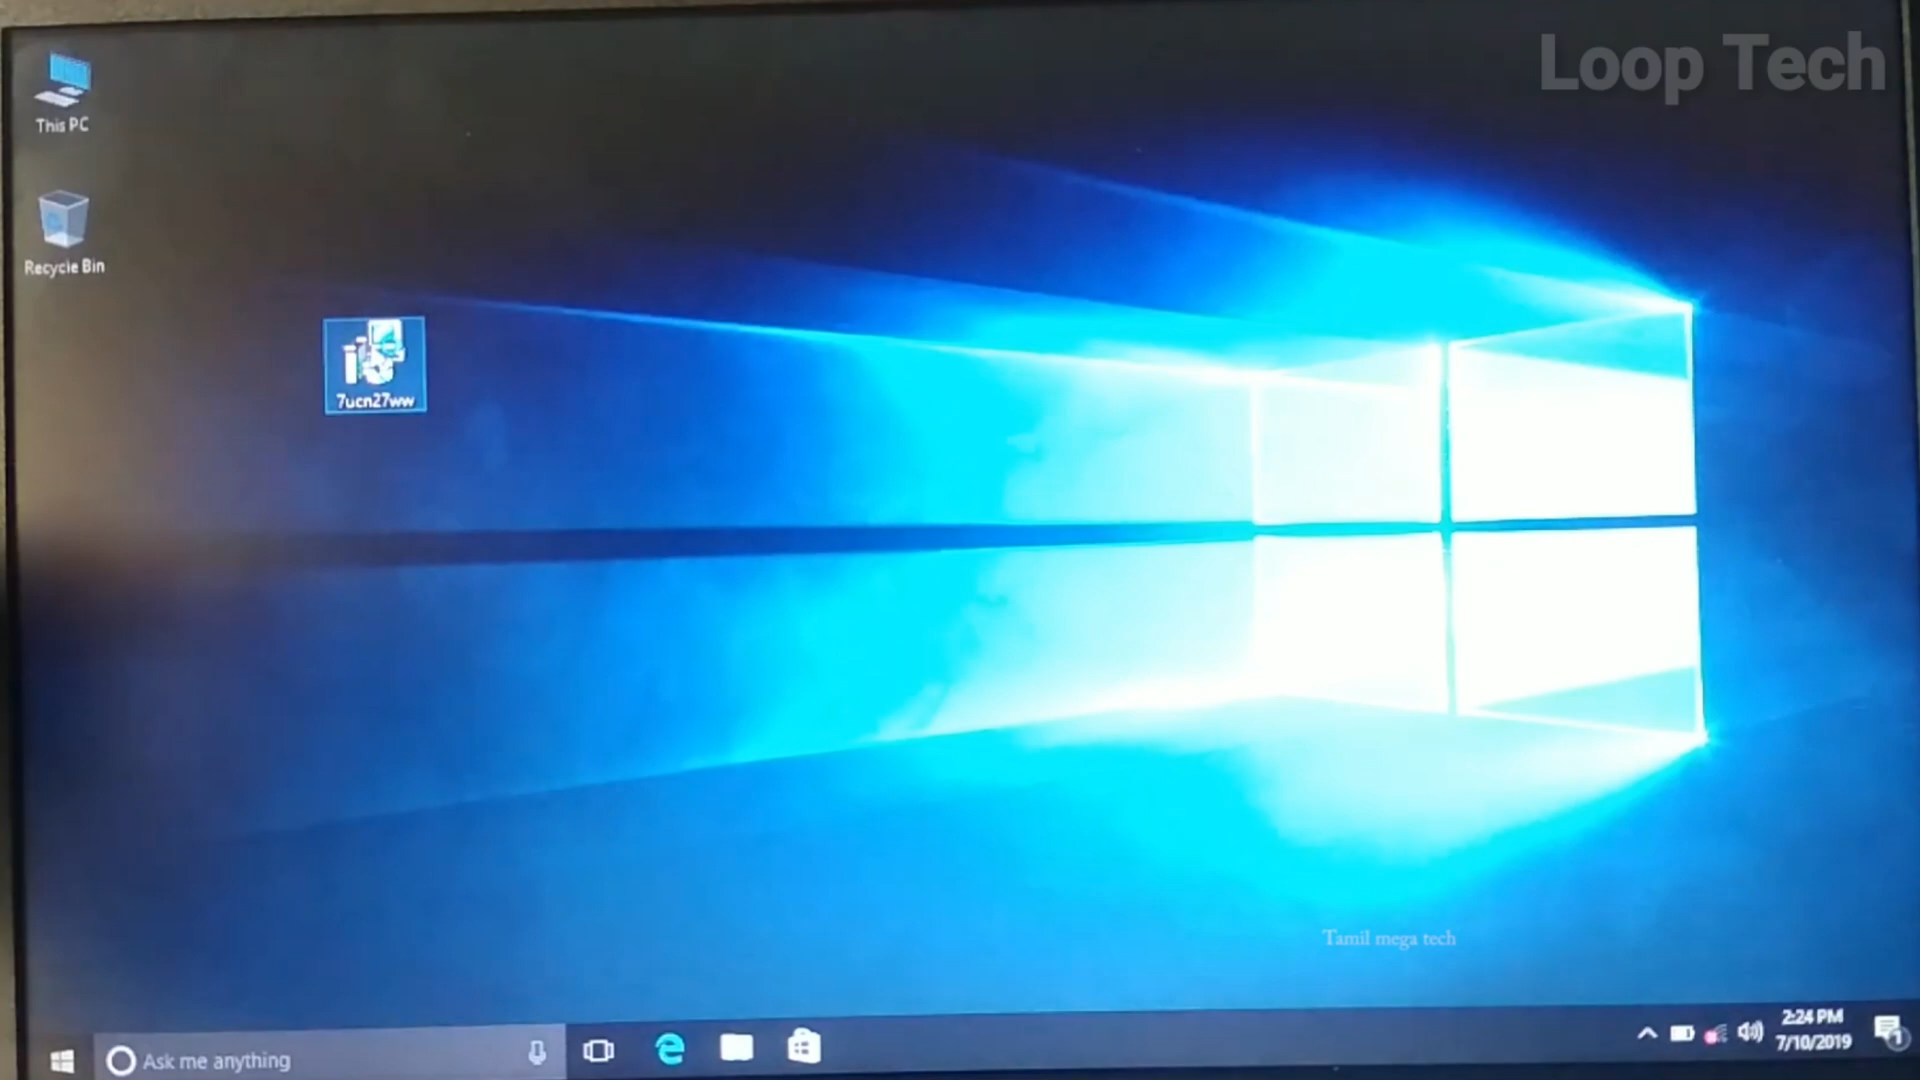 Loop Tech
This PC
Recycle Bin
7ucn27ww
Tamil mega tech
Ask me anything
2:24 PM
7/10/2019
1